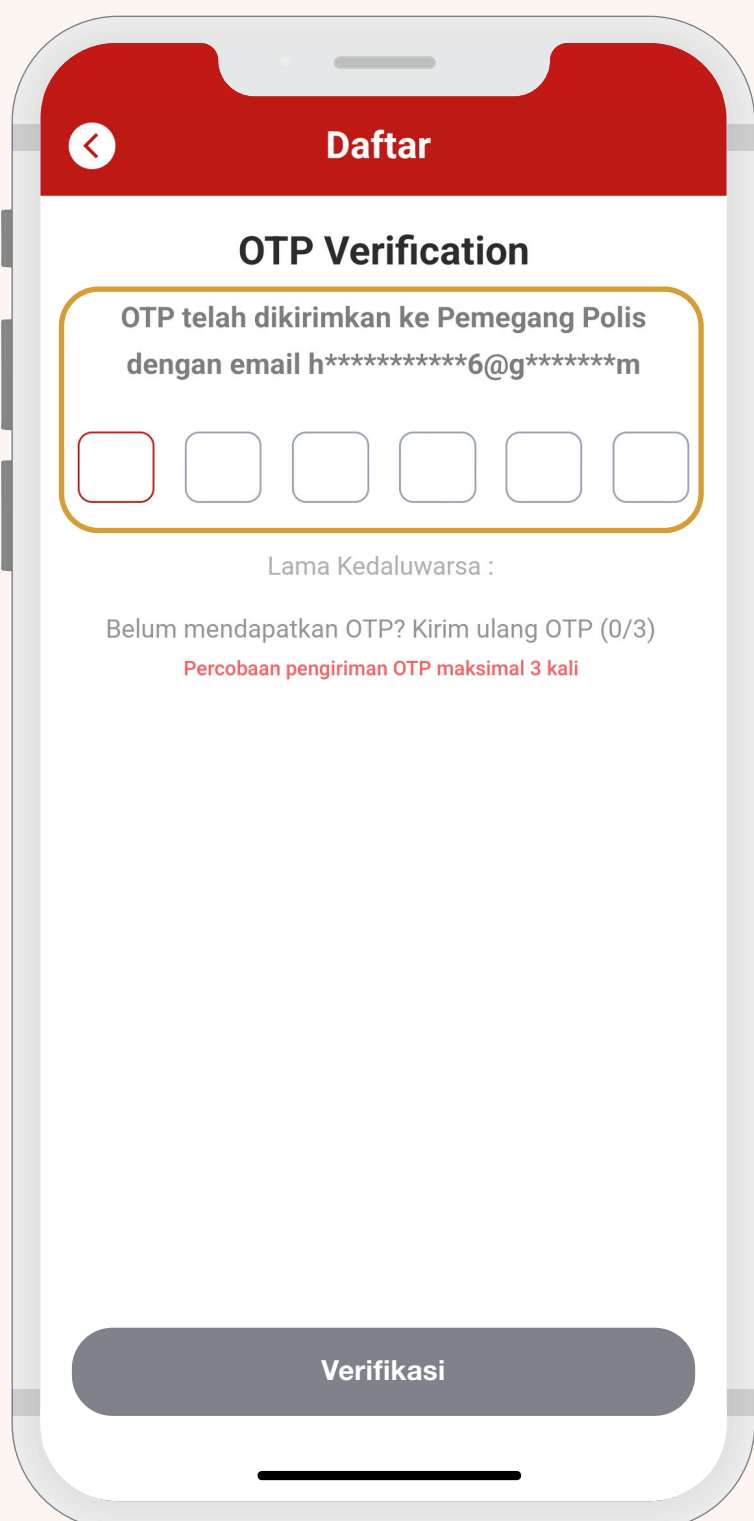 Daftar
OTP Verification
OTP telah dikirimkan ke Pemegang Polis
dengan email h***********6@g*******m
Lama Kedaluwarsa :
Belum mendapatkan OTP? Kirim ulang OTP (0/3)
Percobaan pengiriman OTP maksimal 3 kali
Verifikasi